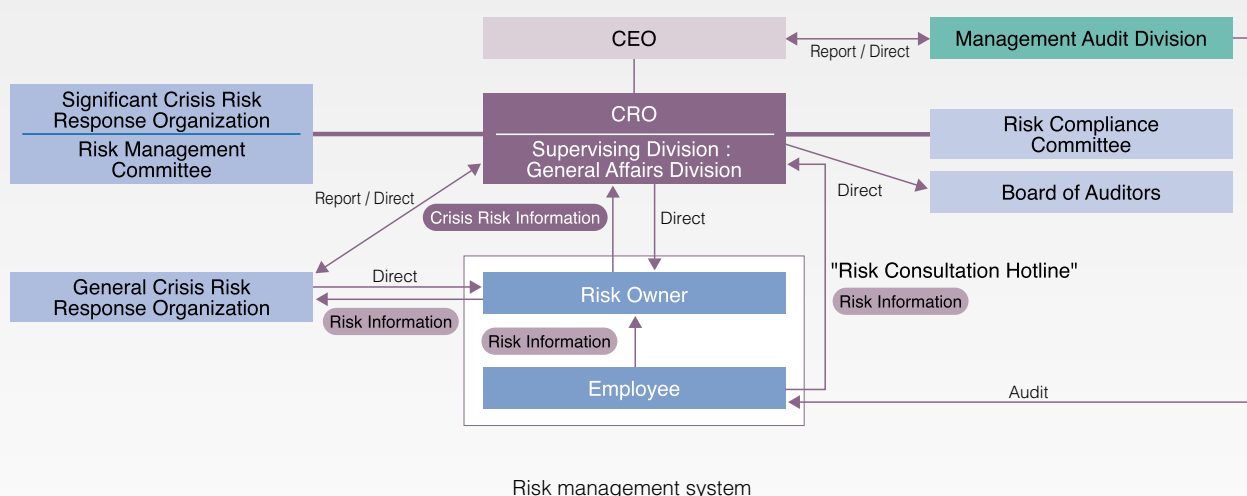 CEO
Report / Direct
Management Audit Division
Significant Crisis Risk
Response Organization
Risk Management
Committee
CRO
Supervising Division :
General Affairs Division
Risk Compliance
Committee
Board of Auditors
Direct
Report / Direct
Crisis Risk Information
Direct
"Risk Consultation Hotline"
Risk Information
General Crisis Risk
Response Organization
Direct
Risk Information
Risk Owner
Risk Information
Employee
Audit
Risk management system